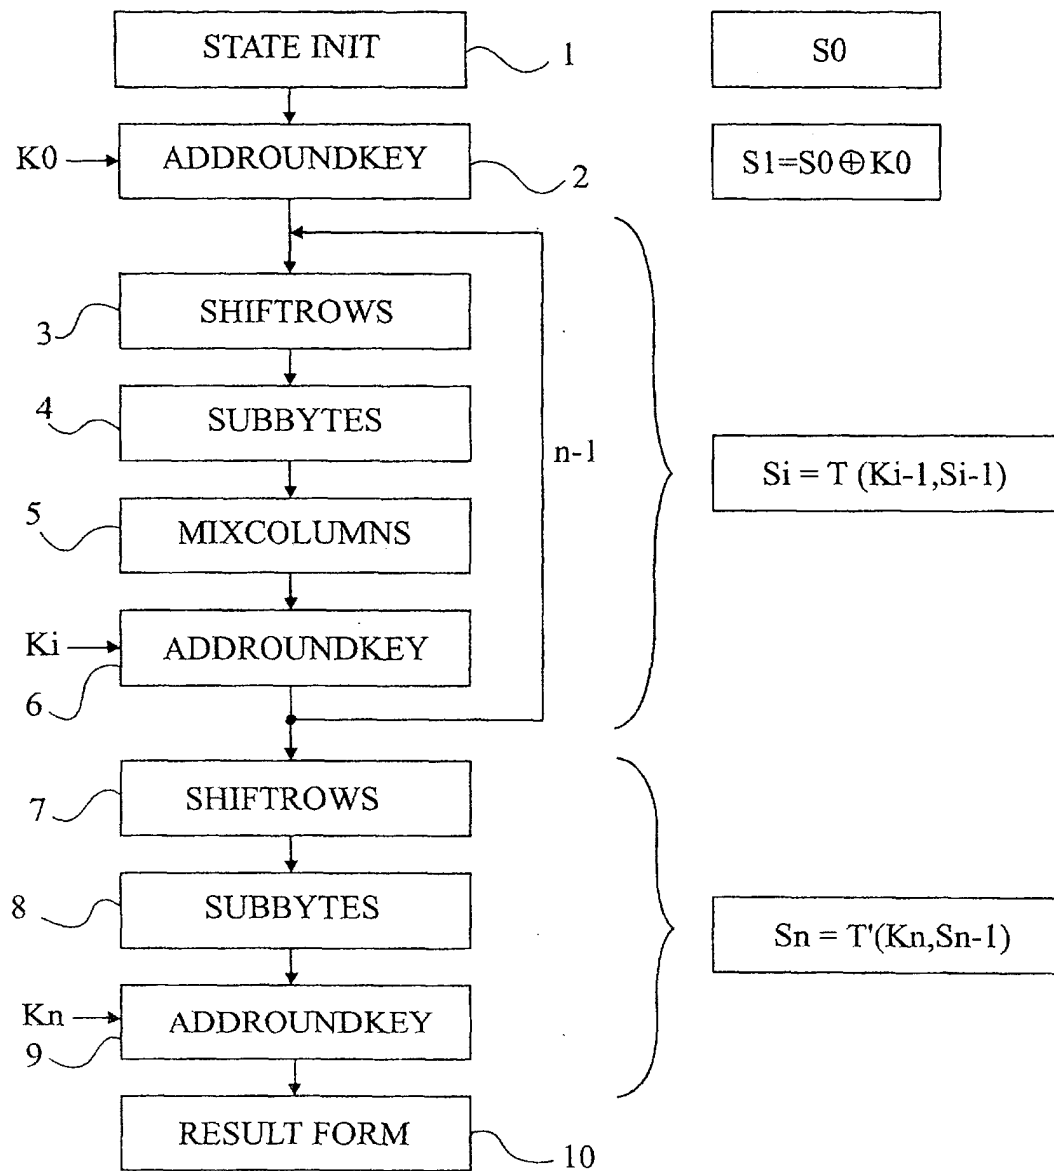 STATE INIT
1
S0
K0
ADDROUNDKEY
2
S1=S0⊕K0
SHIFTROWS
3
SUBBYTES
4
n-1
Si = T (Ki-1,Si-1)
MIXCOLUMNS
5
Ki
ADDROUNDKEY
6
SHIFTROWS
7
SUBBYTES
8
Sn = T'(Kn,Sn-1)
Kn
ADDROUNDKEY
9
RESULT FORM
10